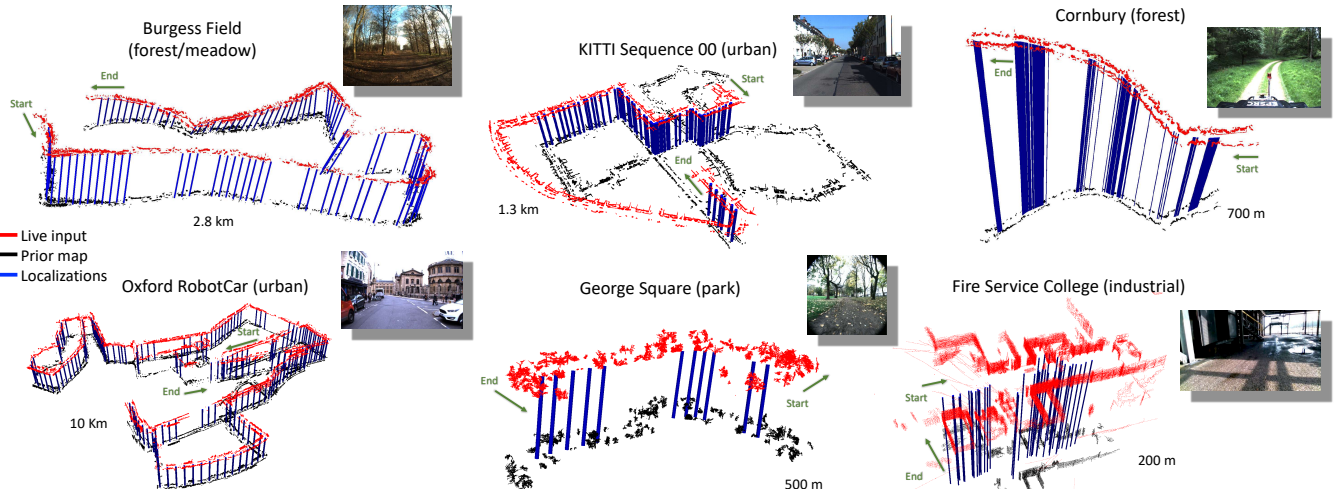 Burgess Field
(forest/meadow)
End
Start
2.8 km
KITTI Sequence 00 (urban)
Start
End
1.3 km
Cornbury (forest)
End
Start
700 m
EPSRC
Live input
Prior map
Localizations
Oxford RobotCar (urban)
Start
End
10 Km
George Square (park)
End
Start
500 m
Fire Service College (industrial)
Start
End
200 m